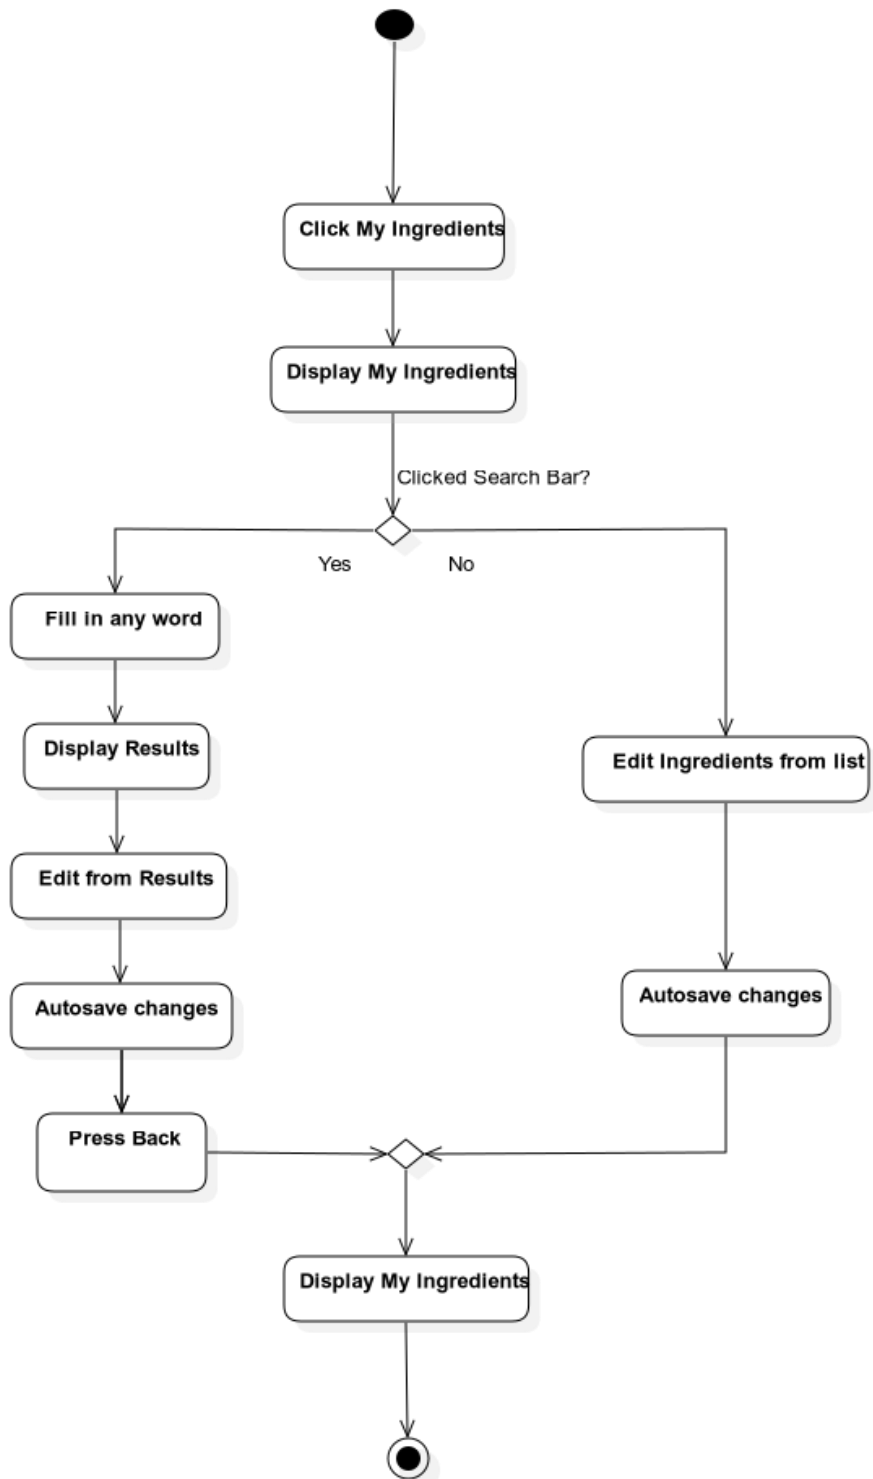 Click My Ingredients
Display My Ingredients
Clicked Search Bar?
Yes
No
Fill in any word
Display Results
Edit Ingredients from list
Edit from Results
Autosave changes
Autosave changes
Press Back
Display My Ingredients